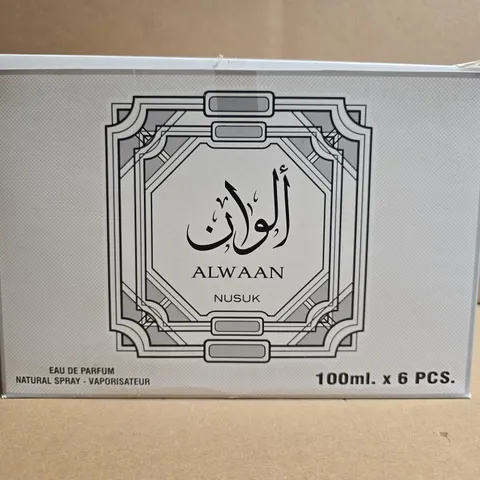 ألوان
ALWAAN
NUSUK
EAU DE PARFUM
NATURAL SPRAY - VAPORISATEUR
100ml. x 6 PCS.